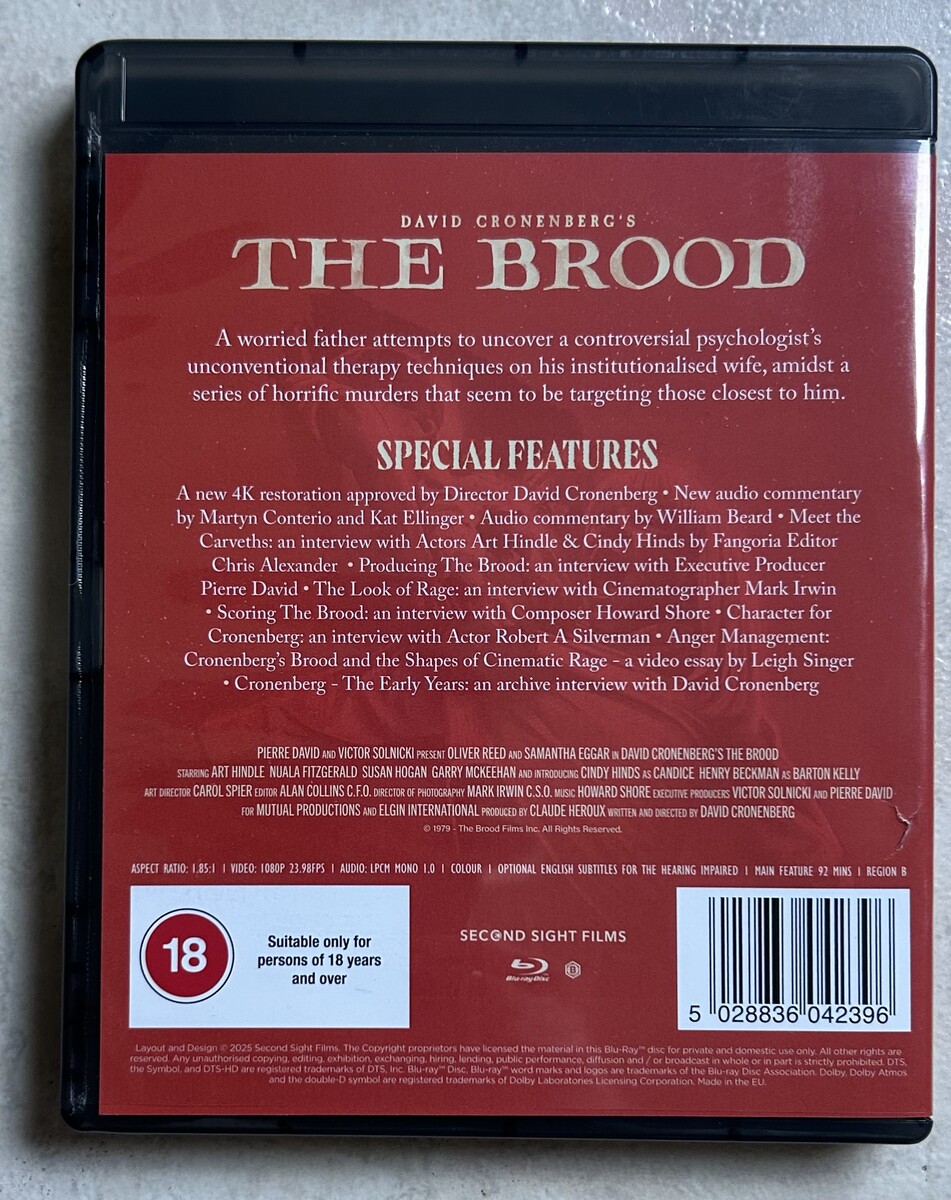 DAVID CRONENBERG'S
THE BROOD
A worried father attempts to uncover a controversial psychologist's
unconventional therapy techniques on his institutionalised wife, amidst a
series of horrific murders that seem to be targeting those closest to him.
SPECIAL FEATURES
A new 4K restoration approved by Director David Cronenberg • New audio commentary
by Martyn Conterio and Kat Ellinger • Audio commentary by William Beard • Meet the
Carveths: an interview with Actors Art Hindle & Cindy Hinds by Fangoria Editor
Chris Alexander • Producing The Brood: an interview with Executive Producer
Pierre David • The Look of Rage: an interview with Cinematographer Mark Irwin
• Scoring The Brood: an interview with Composer Howard Shore • Character for
Cronenberg: an interview with Actor Robert A Silverman • Anger Management:
Cronenberg's Brood and the Shapes of Cinematic Rage - a video essay by Leigh Singer
• Cronenberg - The Early Years: an archive interview with David Cronenberg
PIERRE DAVID AND VICTOR SOLNICKI PRESENT OLIVER REED AND SAMANTHA EGGAR IN DAVID CRONENBERG'S THE BROOD
STARRING ART HINDLE NUALA FITZGERALD SUSAN HOGAN GARRY MCKEEHAN AND INTRODUCING CINDY HINDS AS CANDICE HENRY BECKMAN AS BARTON KELLY
ART DIRECTOR CAROL SPIER EDITOR ALAN COLLINS C.F.O. DIRECTOR OF PHOTOGRAPHY MARK IRWIN C.S.O. MUSIC HOWARD SHORE EXECUTIVE PRODUCERS VICTOR SOLNICKI AND PIERRE DAVID
FOR MUTUAL PRODUCTIONS AND ELGIN INTERNATIONAL PRODUCED BY CLAUDE HEROUX WRITTEN AND DIRECTED BY DAVID CRONENBERG
© 1979 - The Brood Films Inc. All Rights Reserved.
ASPECT RATIO: 1.85:1 | VIDEO: 1080P 23.98FPS | AUDIO: LPCM MONO 1.0 | COLOUR | OPTIONAL ENGLISH SUBTITLES FOR THE HEARING IMPAIRED | MAIN FEATURE 92 MINS | REGION B
18
Suitable only for
persons of 18 years
and over
SECOND SIGHT FILMS
Blu-ray Disc
B
5 028836 042396
Layout and Design © 2025 Second Sight Films. The Copyright proprietors have licensed the material in this Blu-Ray™ disc for private and domestic use only. All other rights are
reserved. Any unauthorised copying, editing, exhibition, exchanging, hiring, lending, public performance, diffusion and / or broadcast in whole or in part is strictly prohibited. DTS,
the Symbol, and DTS-HD are registered trademarks of DTS, Inc. Blu-ray™ Disc, Blu-ray™ word marks and logos are trademarks of the Blu-ray Disc Association. Dolby, Dolby Atmos
and the double-D symbol are registered trademarks of Dolby Laboratories Licensing Corporation. Made in the EU.